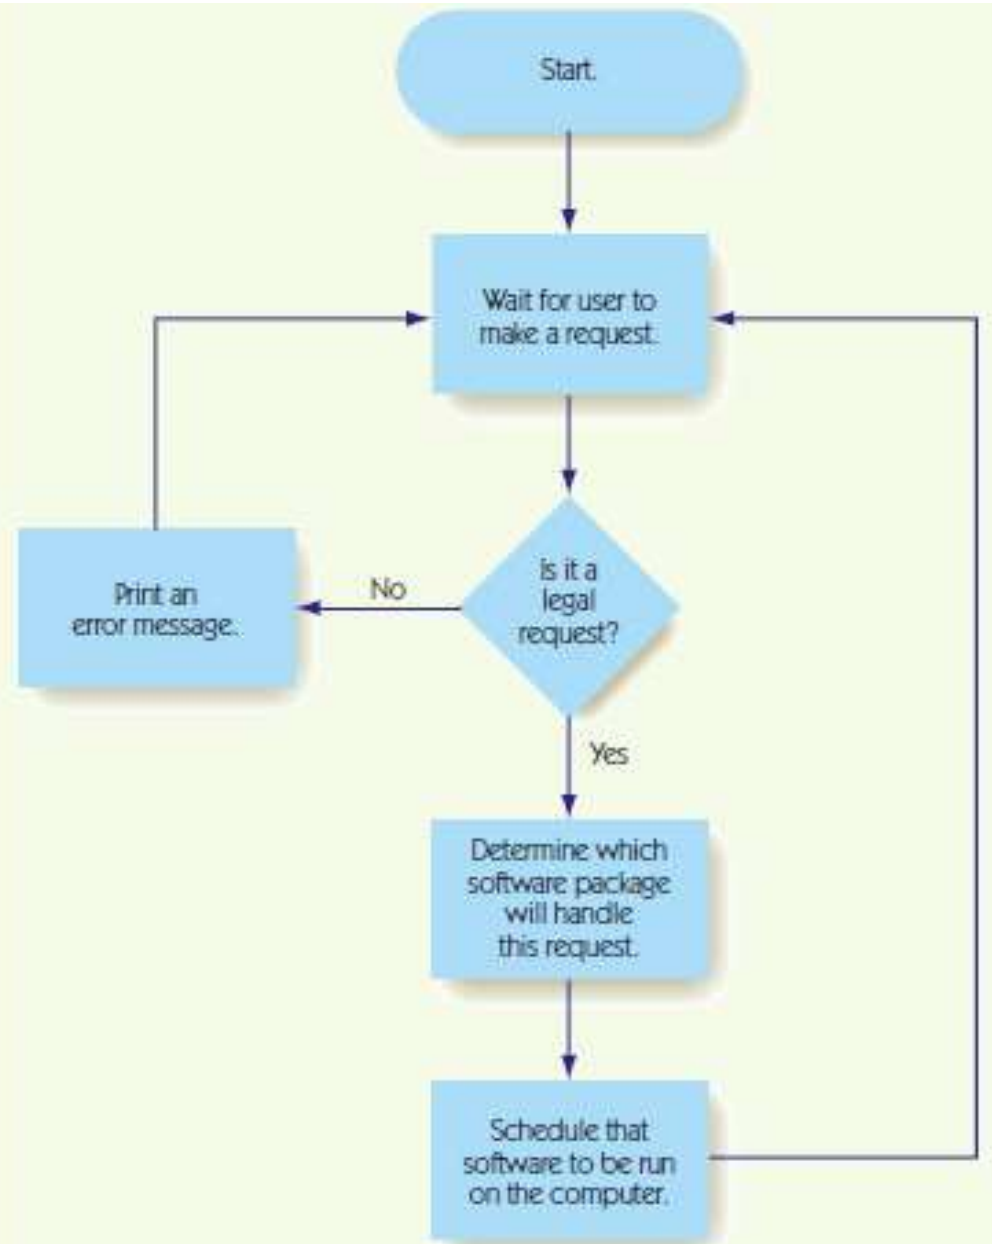 Start.
Wait for user to
make a request.
Is it a
legal
request?
No
Print an
error message.
Yes
Determine which
software package
will handle
this request.
Schedule that
software to be run
on the computer.